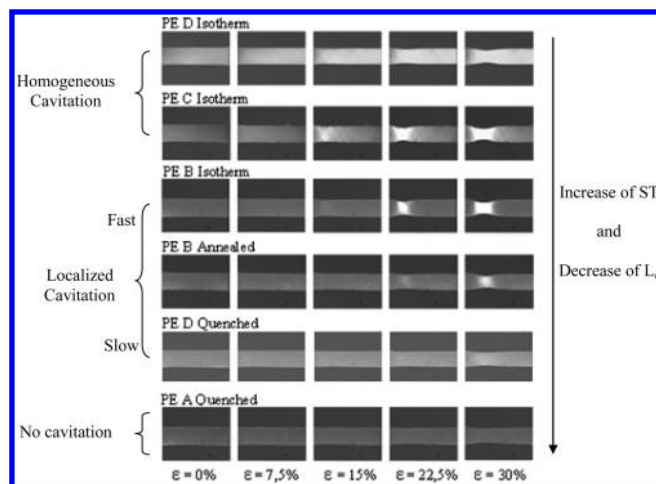 PE D Isotherm
Homogeneous
Cavitation
PE C Isotherm
PE B Isotherm
Fast
Increase of ST
and
PE B Annealed
Localized
Cavitation
Decrease of L
PE D Quenched
Slow
PE A Quenched
No cavitation
ε = 0% ε = 7,5% ε = 15% ε = 22,5% ε = 30%